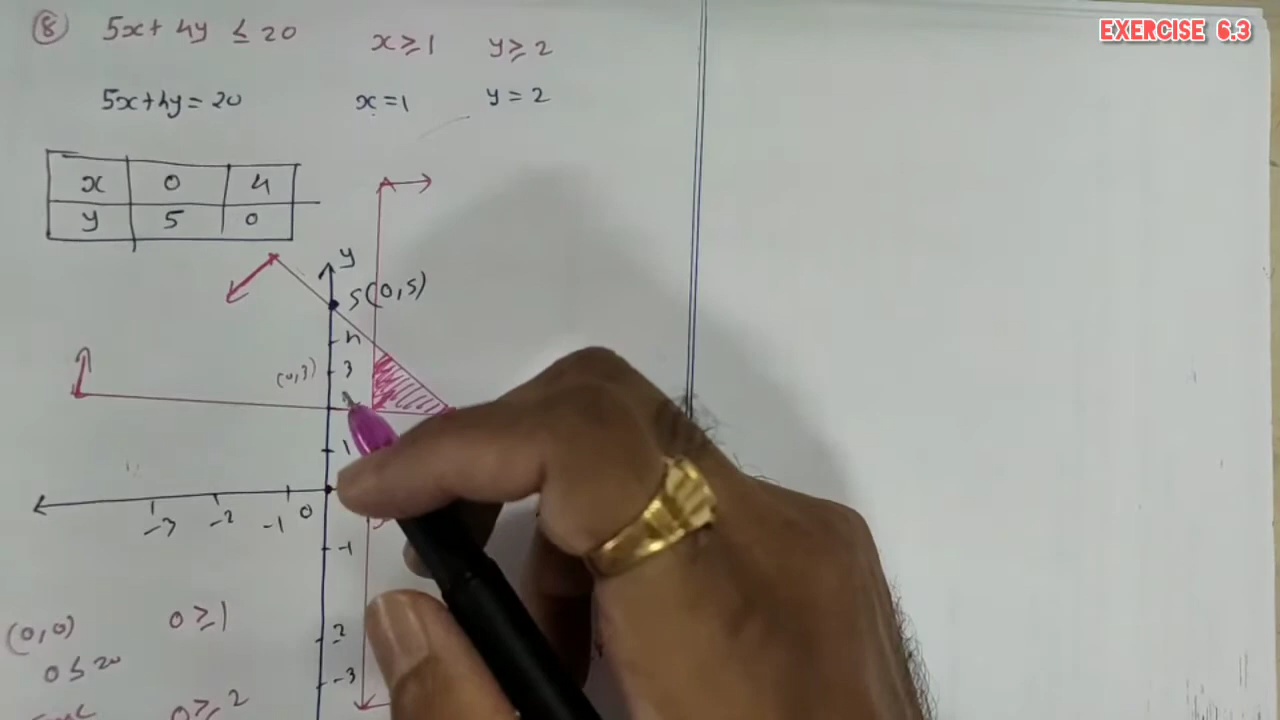 EXERCISE 6.3
⑧ 5x + 4y ≤ 20 x ≥ 1 y ≥ 2
5x + 4y = 20 x = 1 y = 2
x 0 4
y 5 0
y
5 (0,5)
4
(0,3) 3
1
-3 -2 -1 0
-1
(0,0) 0 ≥ 1
2
0 ≤ 20
-3
0 ≥ 2